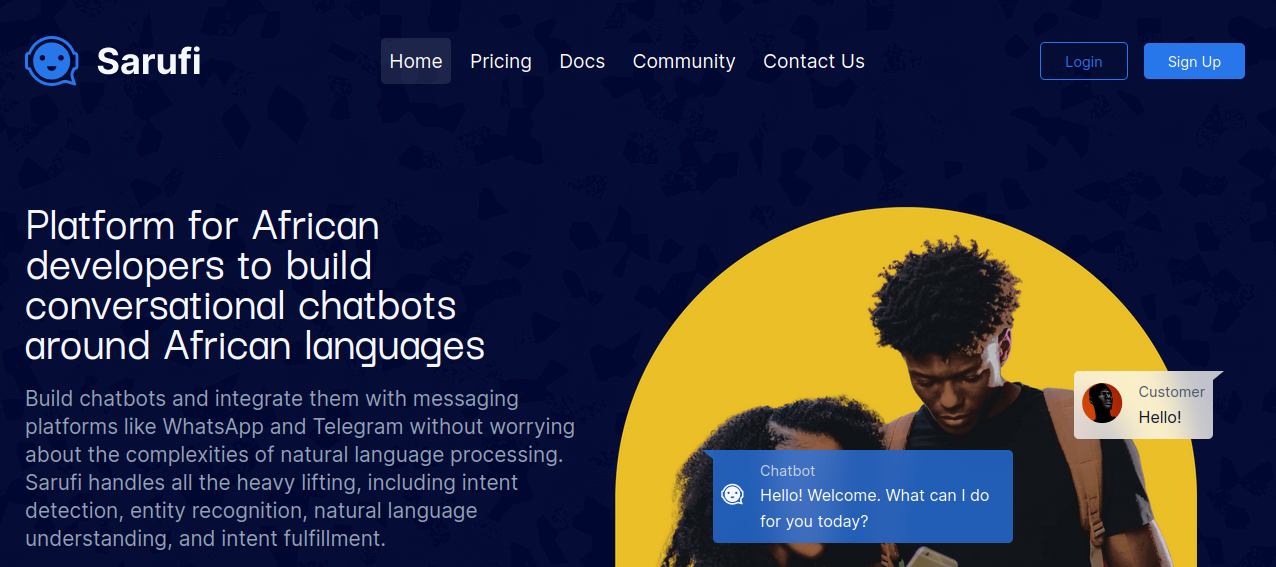 Sarufi
Home
Pricing
Docs
Community
Contact Us
Login
Sign Up
Platform for African
developers to build
conversational chatbots
around African languages
Build chatbots and integrate them with messaging
platforms like WhatsApp and Telegram without worrying
about the complexities of natural language processing.
Sarufi handles all the heavy lifting, including intent
detection, entity recognition, natural language
understanding, and intent fulfillment.
Customer
Hello!
Chatbot
Hello! Welcome. What can I do
for you today?